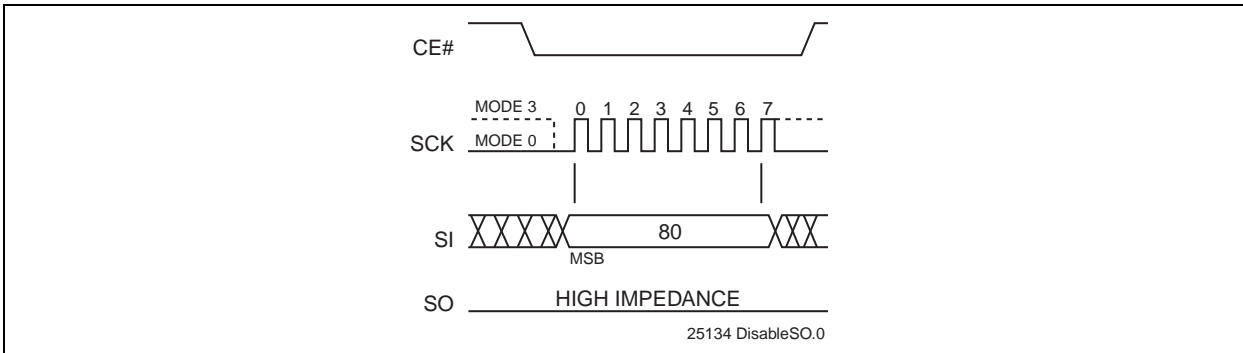 CE#
MODE 3 0 1 2 3 4 5 6 7
SCK MODE 0
SI 80
MSB
SO HIGH IMPEDANCE
25134 DisableSO.0